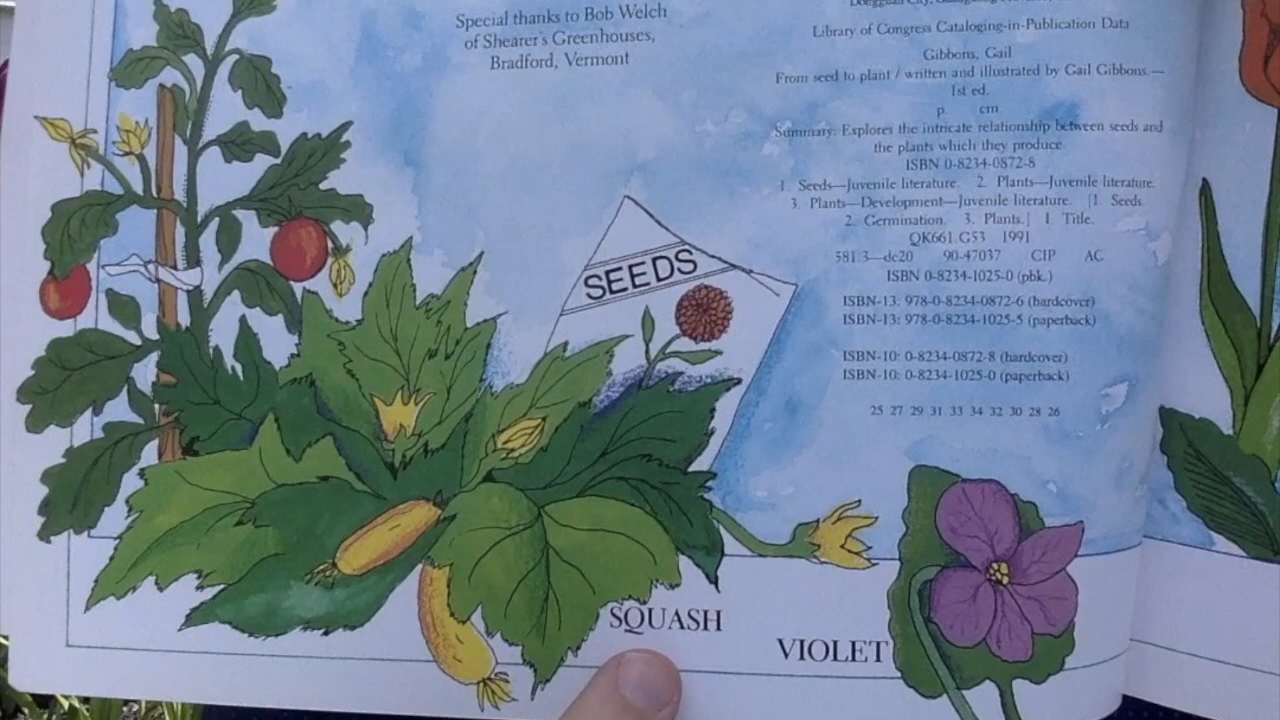 Special thanks to Bob Welch
of Shearer's Greenhouses,
Bradford, Vermont
Library of Congress Cataloging-in-Publication Data
Gibbons, Gail
From seed to plant / written and illustrated by Gail Gibbons.—
1st ed.
p. cm.
Summary: Explores the intricate relationship between seeds and
the plants which they produce.
ISBN 0-8234-0872-8
1. Seeds—Juvenile literature. 2. Plants—Juvenile literature.
3. Plants—Development—Juvenile literature. [1. Seeds.
2. Germination. 3. Plants.] I. Title.
QK661.G53 1991
581.3—dc20 90-47037 CIP AC
ISBN 0-8234-1025-0 (pbk.)
ISBN-13: 978-0-8234-0872-6 (hardcover)
ISBN-13: 978-0-8234-1025-5 (paperback)
ISBN-10: 0-8234-0872-8 (hardcover)
ISBN-10: 0-8234-1025-0 (paperback)
25 27 29 31 33 34 32 30 28 26
SEEDS
SQUASH
VIOLET